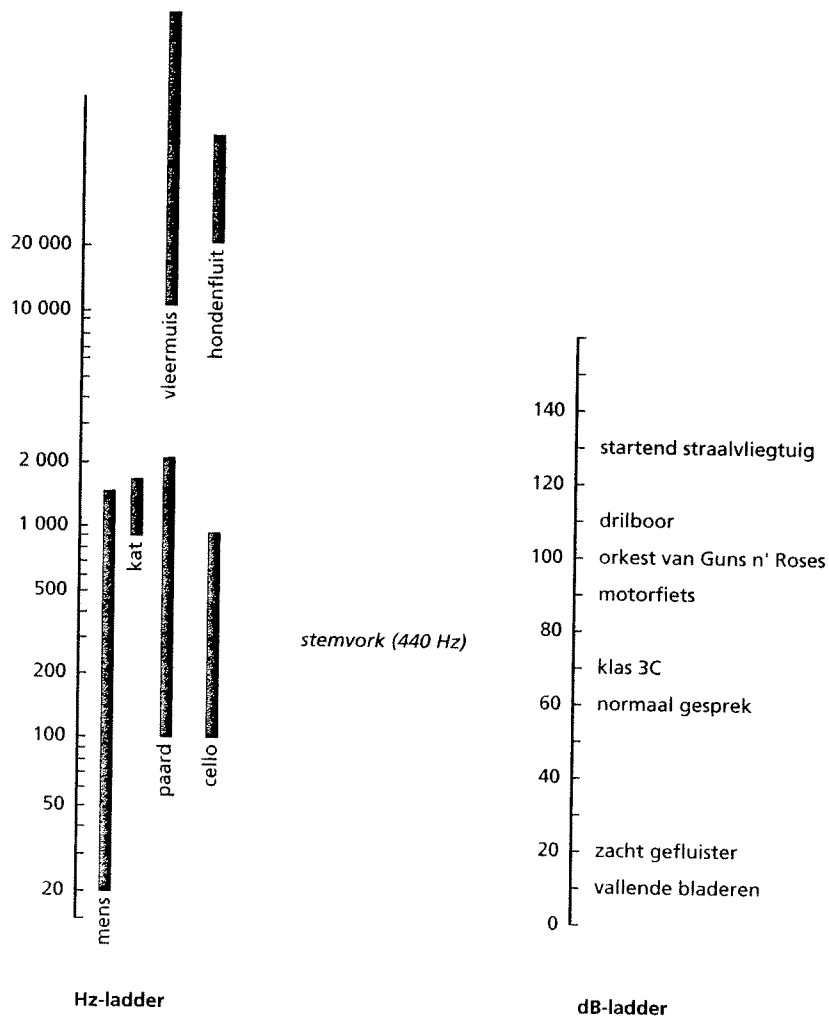 20 000
10 000
2 000
1 000
500
200
100
50
20
vleermuis
hondenfluit
mens
kat
paard
cello
Hz-ladder
stemvork (440 Hz)
140
120
100
80
60
40
20
0
startend straalvliegtuig
drilboor
orkest van Guns n' Roses
motorfiets
klas 3C
normaal gesprek
zacht gefluister
vallende bladeren
dB-ladder